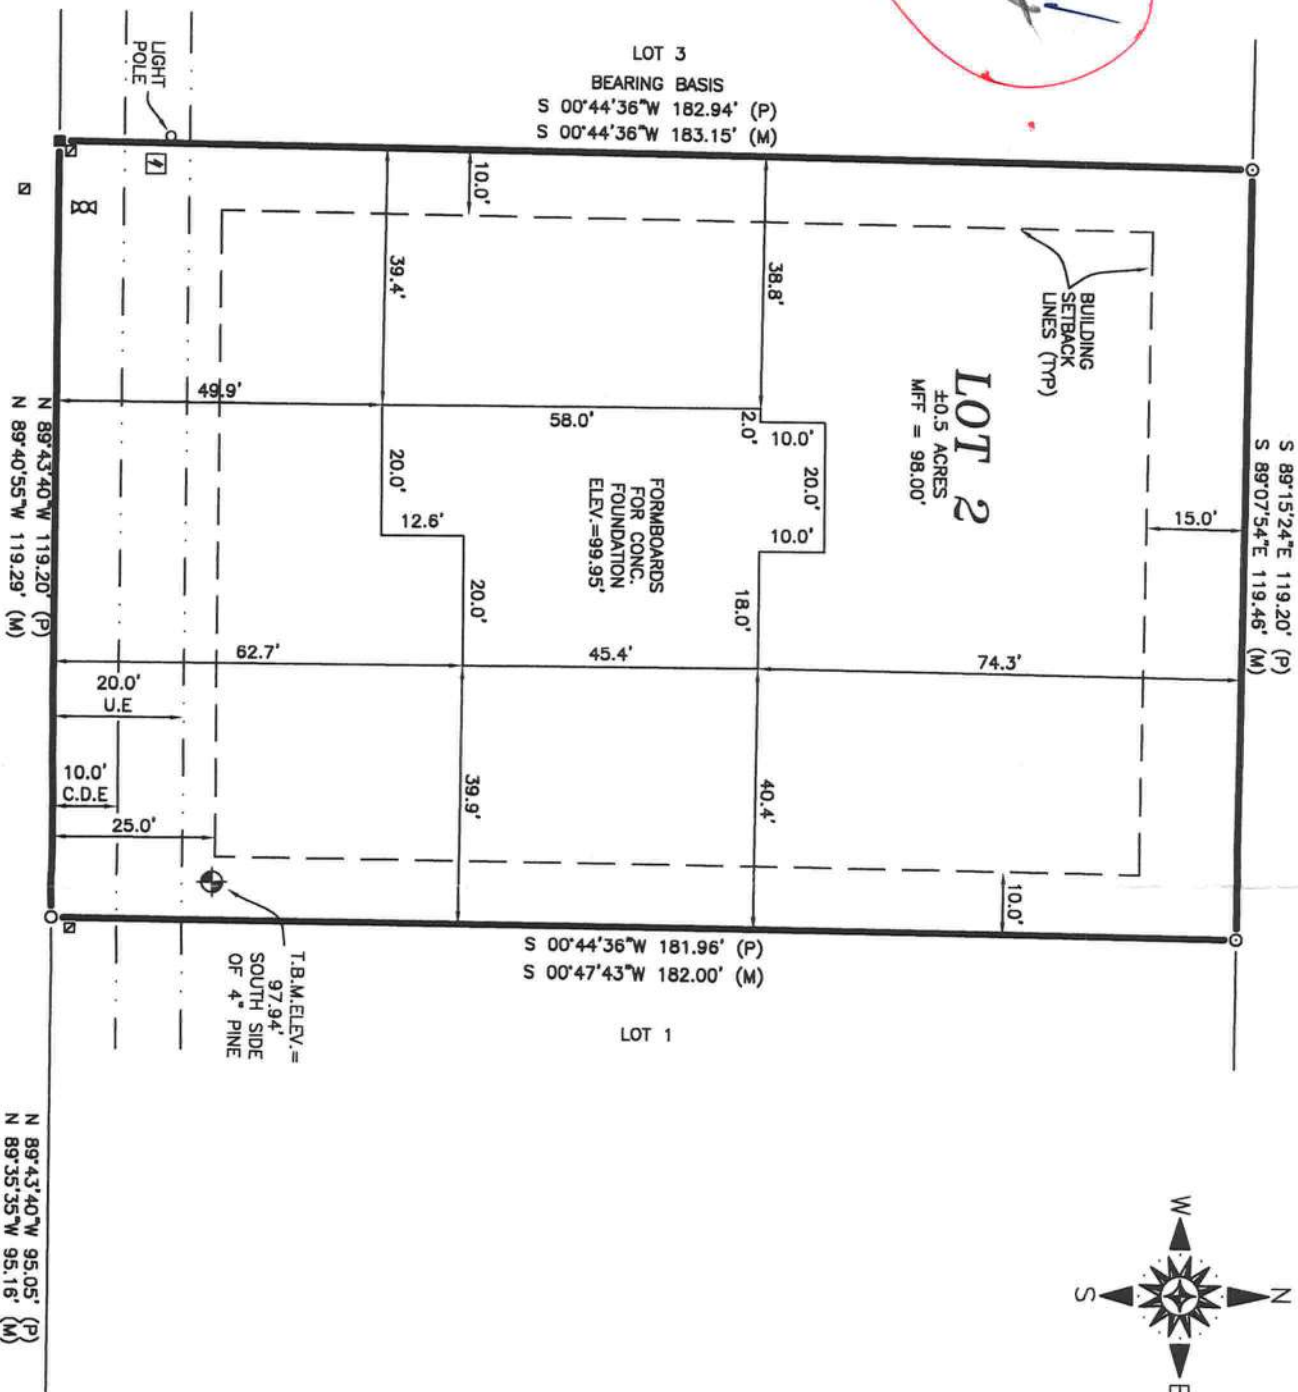 LOT 3
BEARING BASIS
S 00°44'36"W 182.94' (P)
S 00°44'36"W 183.15' (M)
LIGHT
POLE
10.0'
39.4'
38.8'
BUILDING
SETBACK
LINES (TYP)
LOT 2
±0.5 ACRES
MFF = 98.00'
S 89°15'24"E 119.20' (P)
S 89°07'54"E 119.46' (M)
15.0'
49.9'
58.0'
2.0'
10.0'
20.0'
10.0'
18.0'
20.0'
12.6'
20.0'
FORMBOARDS
FOR CONC.
FOUNDATION
ELEV.=99.95'
62.7'
45.4'
74.3'
N 89°43'40"W 119.20' (P)
N 89°40'55"W 119.29' (M)
20.0'
U.E
10.0'
C.D.E
25.0'
39.9'
40.4'
10.0'
S 00°44'36"W 181.96' (P)
S 00°47'43"W 182.00' (M)
LOT 1
T.B.M.ELEV.=
97.94'
SOUTH SIDE
OF 4" PINE
N 89°43'40"W 95.05' (P)
N 89°35'35"W 95.16' (M)
N
W
E
S